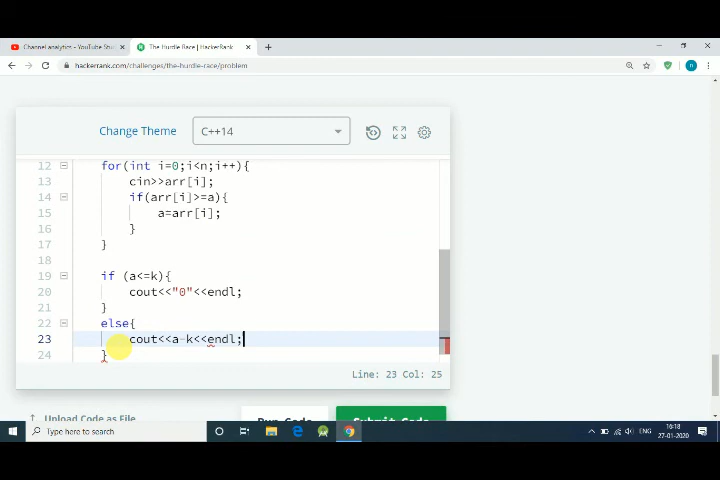 Channel analytics - YouTube Stu
The Hurdle Race | HackerRank
hackerrank.com/challenges/the-hurdle-race/problem
Change Theme
C++14
12 for(int i=0;i<n;i++){
13 cin>>arr[i];
14 if(arr[i]>=a){
15 a=arr[i];
16 }
17 }
18
19 if (a<=k){
20 cout<<"0"<<endl;
21 }
22 else{
23 cout<<a-k<<endl;
24 }
Line: 23 Col: 25
Upload Code as File
Run Code
Submit Code
Type here to search
ENG
16:18
27-01-2020